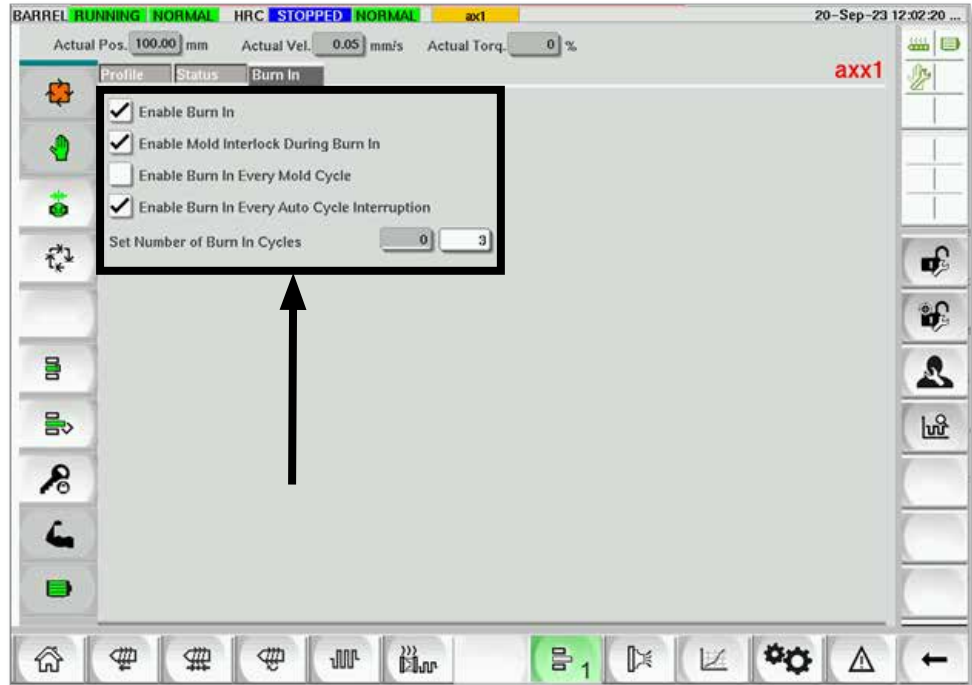 BARREL RUNNING NORMAL HRC STOPPED NORMAL ax1 20-Sep-23 12:02:20 ...
Actual Pos. 100.00 mm Actual Vel. 0.05 mm/s Actual Torq. 0 %
Profile Status Burn In axx1
Enable Burn In
Enable Mold Interlock During Burn In
Enable Burn In Every Mold Cycle
Enable Burn In Every Auto Cycle Interruption
Set Number of Burn In Cycles 0 3
1